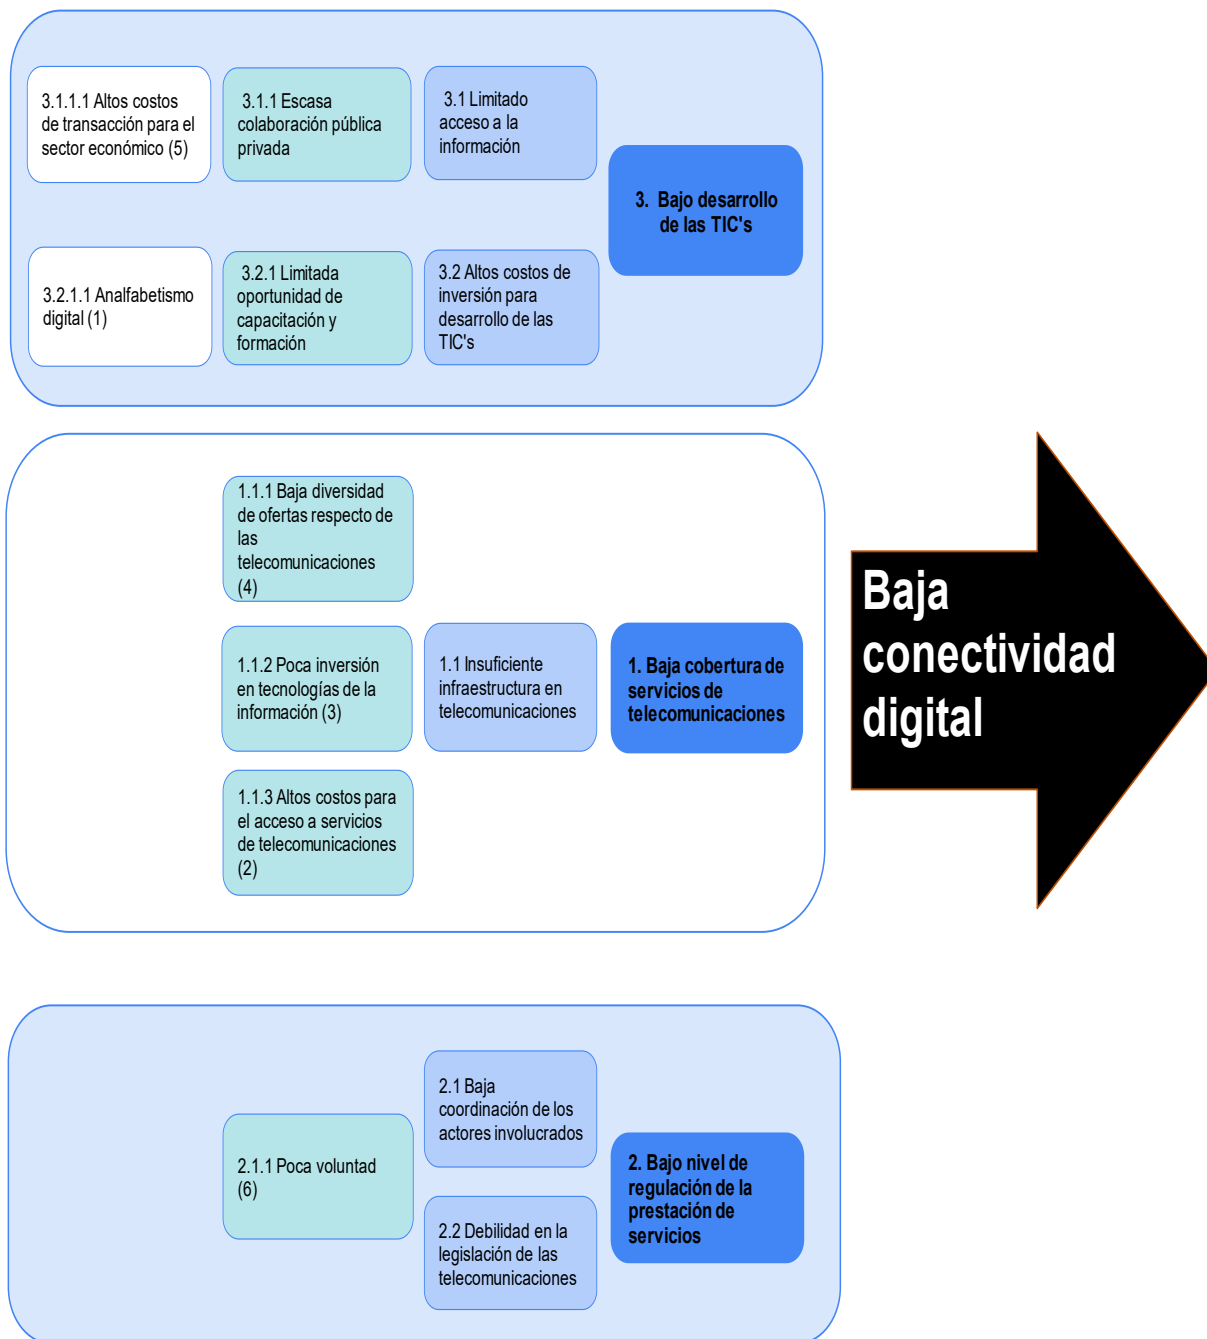 3.1.1.1 Altos costos
de transacción para el
sector económico (5)
3.1.1 Escasa
colaboración pública
privada
3.1 Limitado
acceso a la
información
3. Bajo desarrollo
de las TIC's
3.2.1.1 Analfabetismo
digital (1)
3.2.1 Limitada
oportunidad de
capacitación y
formación
3.2 Altos costos de
inversión para
desarrollo de las
TIC's
1.1.1 Baja diversidad
de ofertas respecto de
las
telecomunicaciones
(4)
1.1.2 Poca inversión
en tecnologías de la
información (3)
1.1.3 Altos costos para
el acceso a servicios
de telecomunicaciones
(2)
1.1 Insuficiente
infraestructura en
telecomunicaciones
1. Baja cobertura de
servicios de
telecomunicaciones
Baja
conectividad
digital
2.1.1 Poca voluntad
(6)
2.1 Baja
coordinación de los
actores involucrados
2.2 Debilidad en la
legislación de las
telecomunicaciones
2. Bajo nivel de
regulación de la
prestación de
servicios